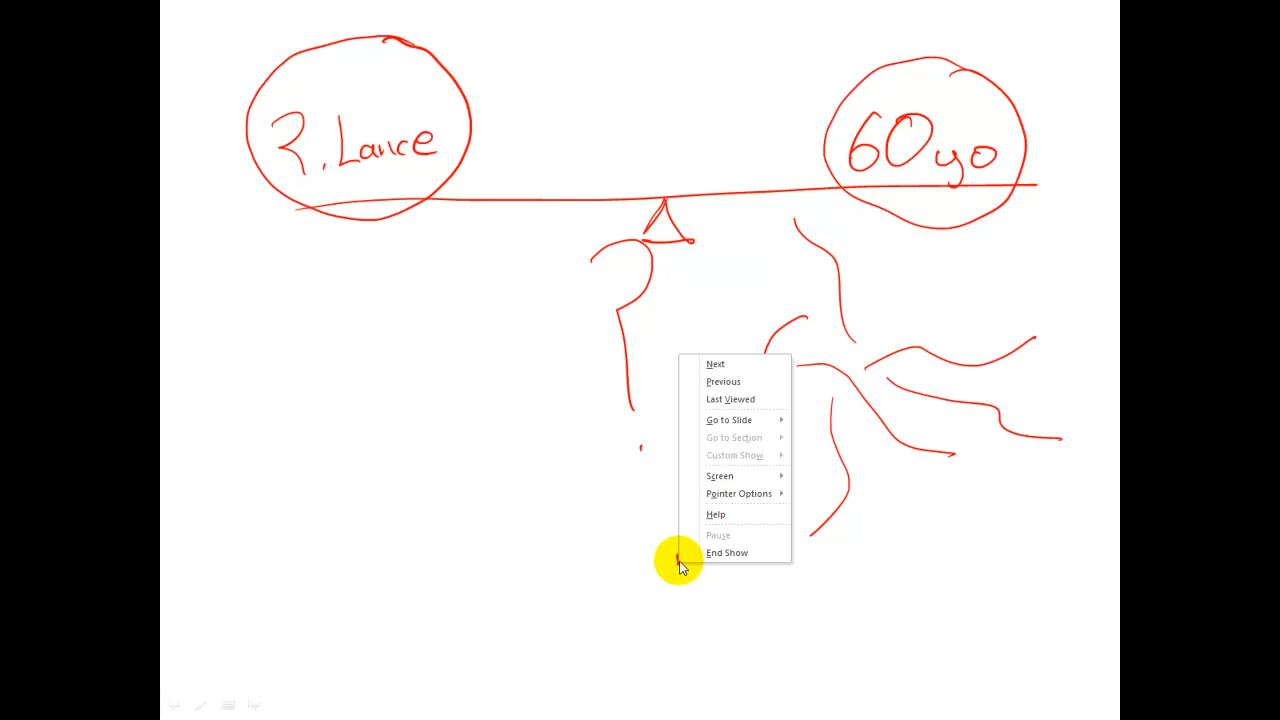 R. Lance
60yo
?
Next
Previous
Last Viewed
Go to Slide
Go to Section
Custom Show
Screen
Pointer Options
Help
Pause
End Show